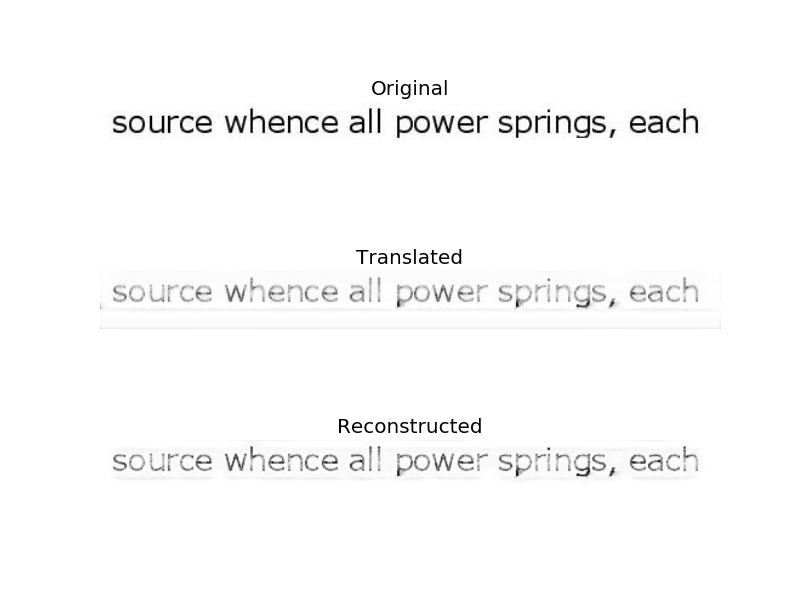 Original
source whence all power springs, each
Translated
source whence all power springs, each
Reconstructed
source whence all power springs, each